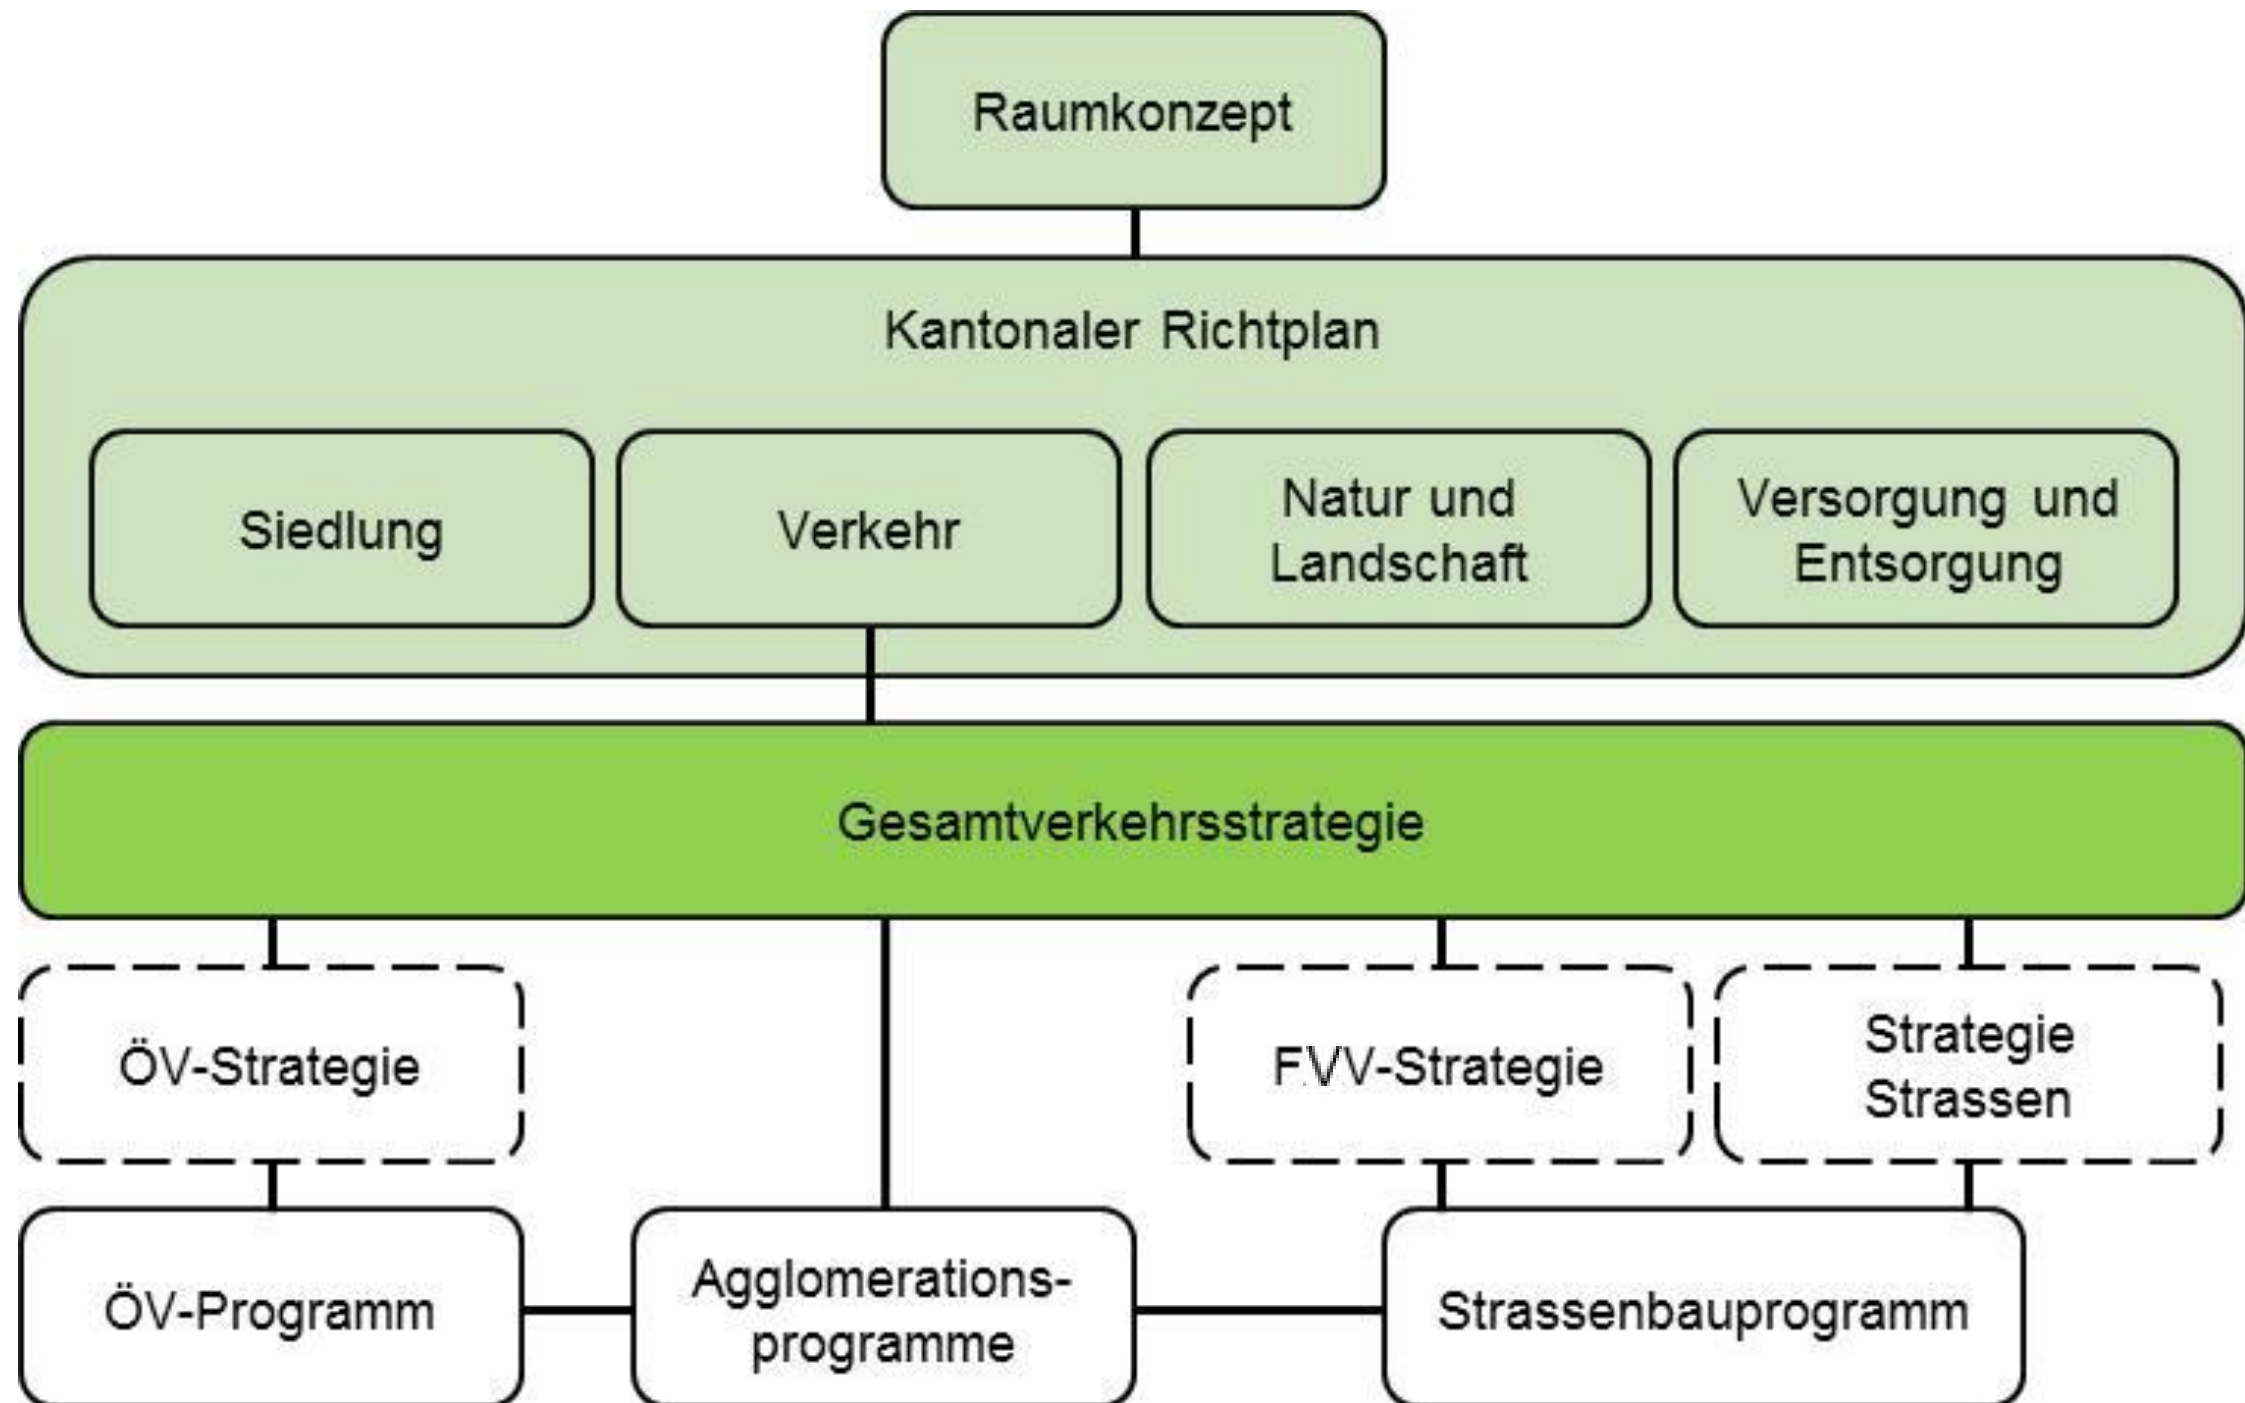 Raumkonzept
Kantonaler Richtplan
Siedlung
Verkehr
Natur und
Landschaft
Versorgung und
Entsorgung
Gesamtverkehrsstrategie
ÖV-Strategie
FVV-Strategie
Strategie
Strassen
ÖV-Programm
Agglomerations-
programme
Strassenbauprogramm